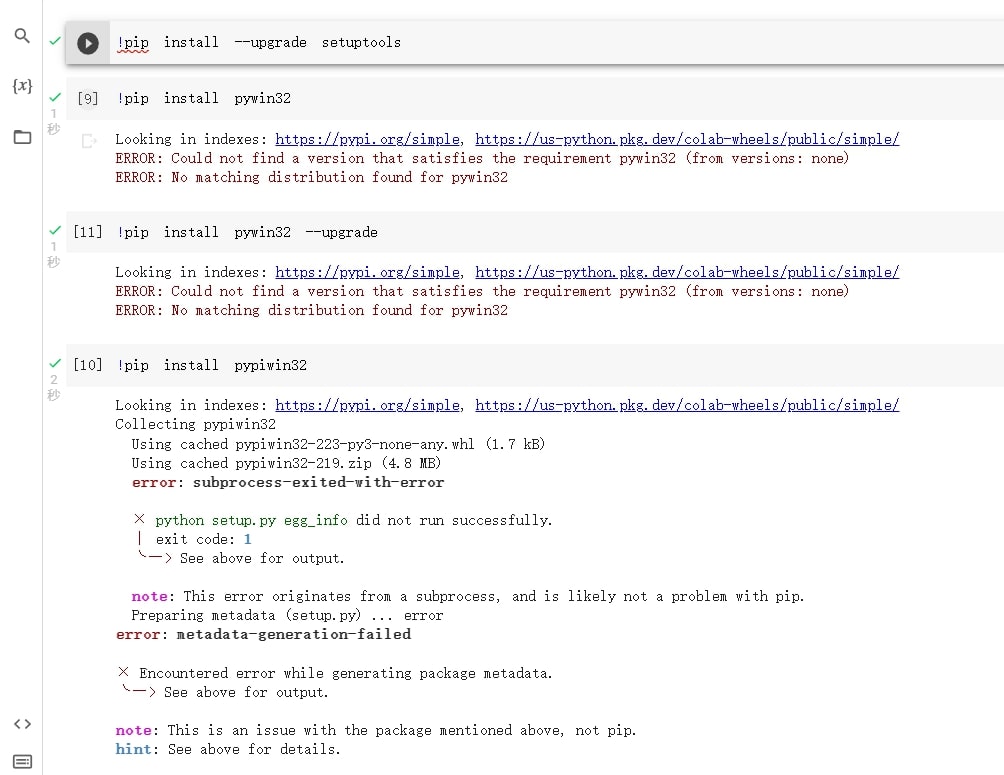 !pip install --upgrade setuptools
{x}
[9] !pip install pywin32
1
秒
Looking in indexes: https://pypi.org/simple, https://us-python.pkg.dev/colab-wheels/public/simple/
ERROR: Could not find a version that satisfies the requirement pywin32 (from versions: none)
ERROR: No matching distribution found for pywin32
[11] !pip install pywin32 --upgrade
1
秒
Looking in indexes: https://pypi.org/simple, https://us-python.pkg.dev/colab-wheels/public/simple/
ERROR: Could not find a version that satisfies the requirement pywin32 (from versions: none)
ERROR: No matching distribution found for pywin32
[10] !pip install pypiwin32
2
秒
Looking in indexes: https://pypi.org/simple, https://us-python.pkg.dev/colab-wheels/public/simple/
Collecting pypiwin32
Using cached pypiwin32-223-py3-none-any.whl (1.7 kB)
Using cached pypiwin32-219.zip (4.8 MB)
error: subprocess-exited-with-error
× python setup.py egg_info did not run successfully.
│ exit code: 1
╰─> See above for output.
note: This error originates from a subprocess, and is likely not a problem with pip.
Preparing metadata (setup.py) ... error
error: metadata-generation-failed
× Encountered error while generating package metadata.
╰─> See above for output.
note: This is an issue with the package mentioned above, not pip.
hint: See above for details.